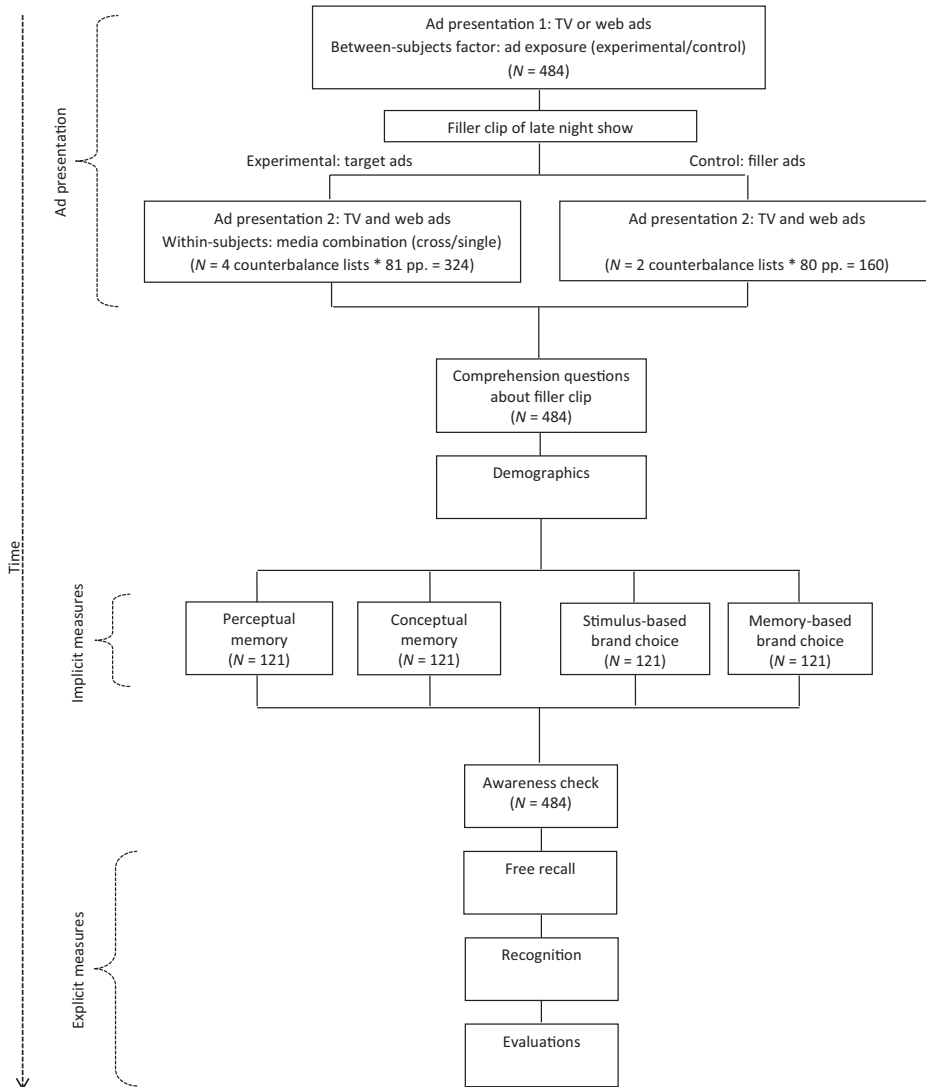 Ad presentation 1: TV or web ads
Between-subjects factor: ad exposure (experimental/control)
(N = 484)
Filler clip of late night show
Experimental: target ads
Control: filler ads
Ad presentation 2: TV and web ads
Within-subjects: media combination (cross/single)
(N = 4 counterbalance lists * 81 pp. = 324)
Ad presentation 2: TV and web ads
(N = 2 counterbalance lists * 80 pp. = 160)
Ad presentation
Comprehension questions
about filler clip
(N = 484)
Demographics
Time
Implicit measures
Perceptual
memory
(N = 121)
Conceptual
memory
(N = 121)
Stimulus-based
brand choice
(N = 121)
Memory-based
brand choice
(N = 121)
Awareness check
(N = 484)
Explicit measures
Free recall
Recognition
Evaluations